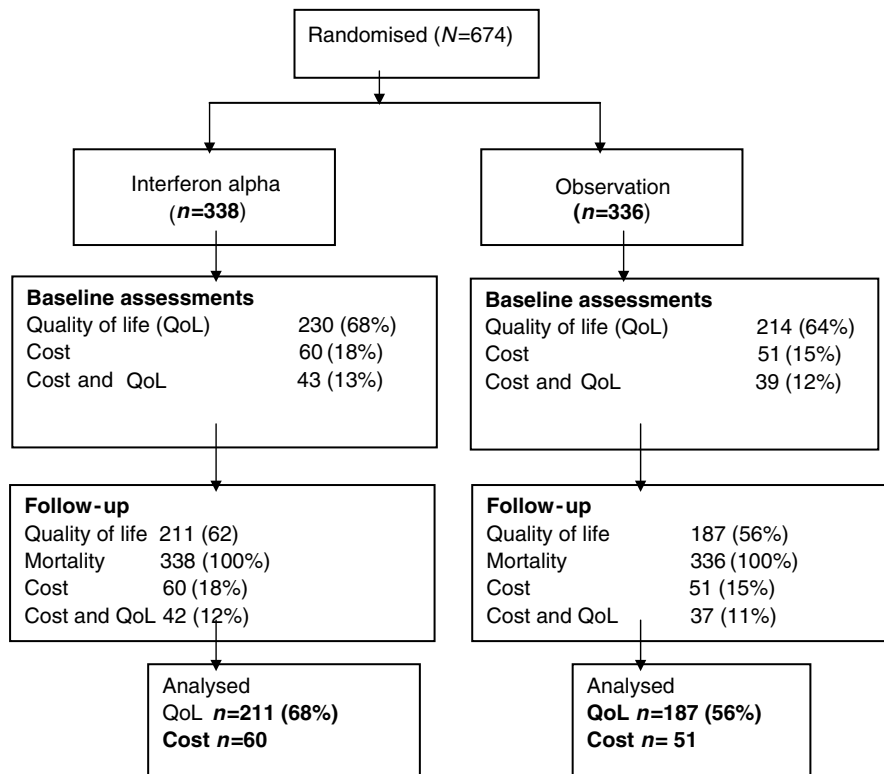 Randomised (N=674)
Interferon alpha
(n=338)
Observation
(n=336)
Baseline assessments
Quality of life (QoL) 230 (68%)
Cost 60 (18%)
Cost and QoL 43 (13%)
Baseline assessments
Quality of life (QoL) 214 (64%)
Cost 51 (15%)
Cost and QoL 39 (12%)
Follow-up
Quality of life 211 (62)
Mortality 338 (100%)
Cost 60 (18%)
Cost and QoL 42 (12%)
Follow-up
Quality of life 187 (56%)
Mortality 336 (100%)
Cost 51 (15%)
Cost and QoL 37 (11%)
Analysed
QoL n=211 (68%)
Cost n=60
Analysed
QoL n=187 (56%)
Cost n= 51